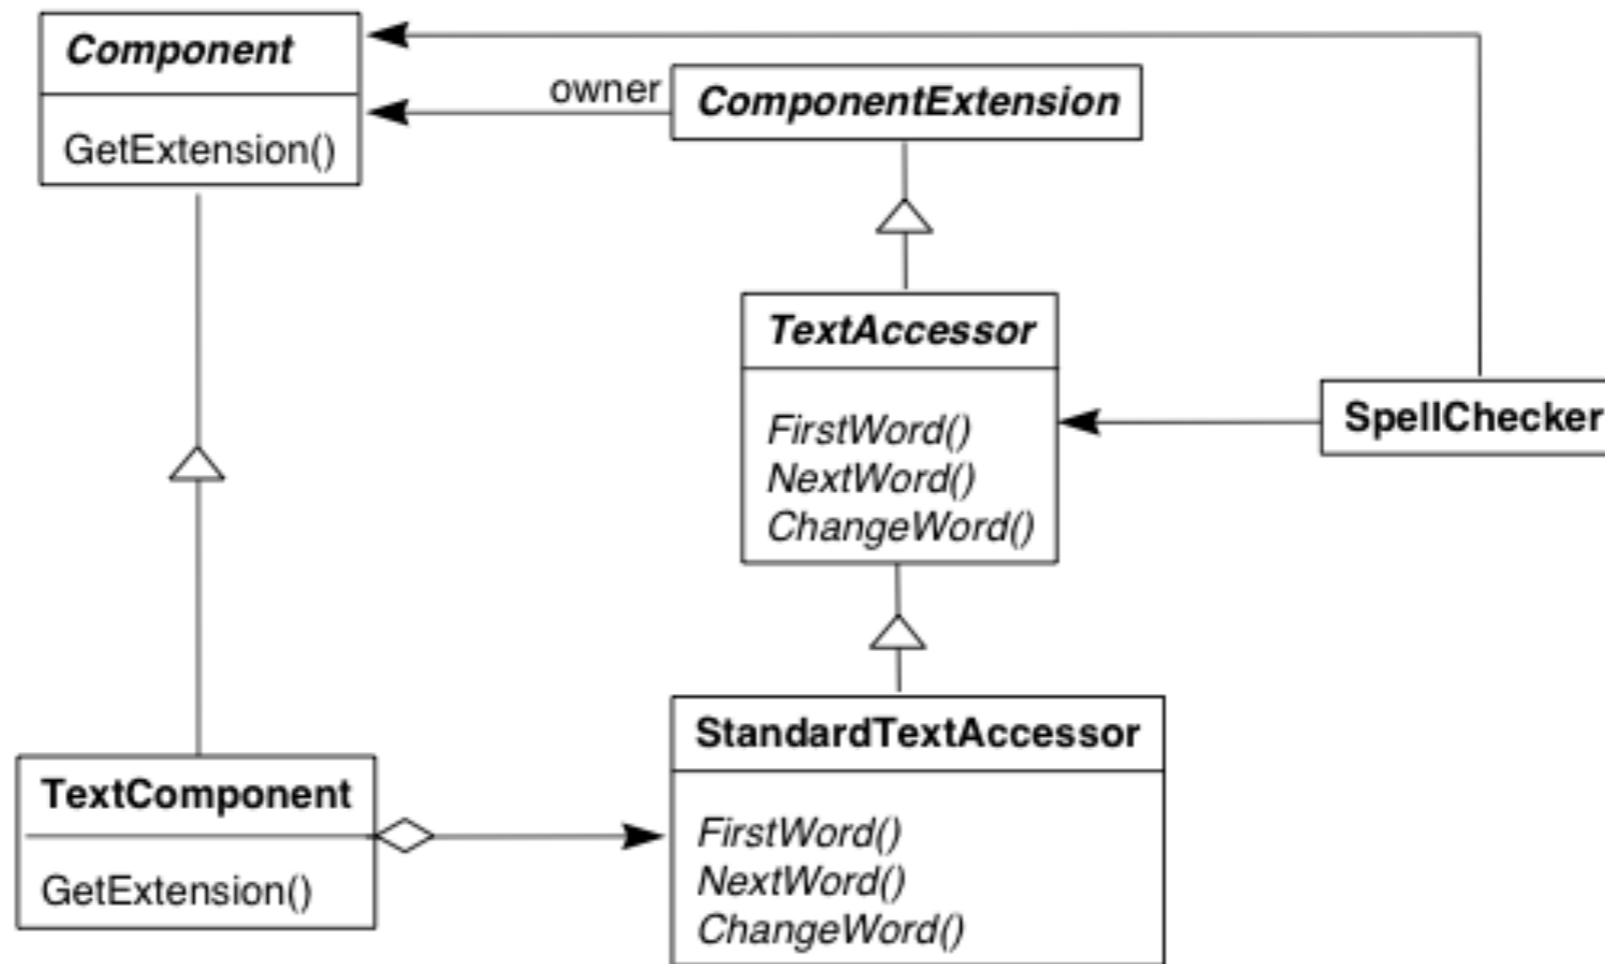 Component
GetExtension()
owner
ComponentExtension
TextAccessor
FirstWord()
NextWord()
ChangeWord()
SpellChecker
TextComponent
GetExtension()
StandardTextAccessor
FirstWord()
NextWord()
ChangeWord()